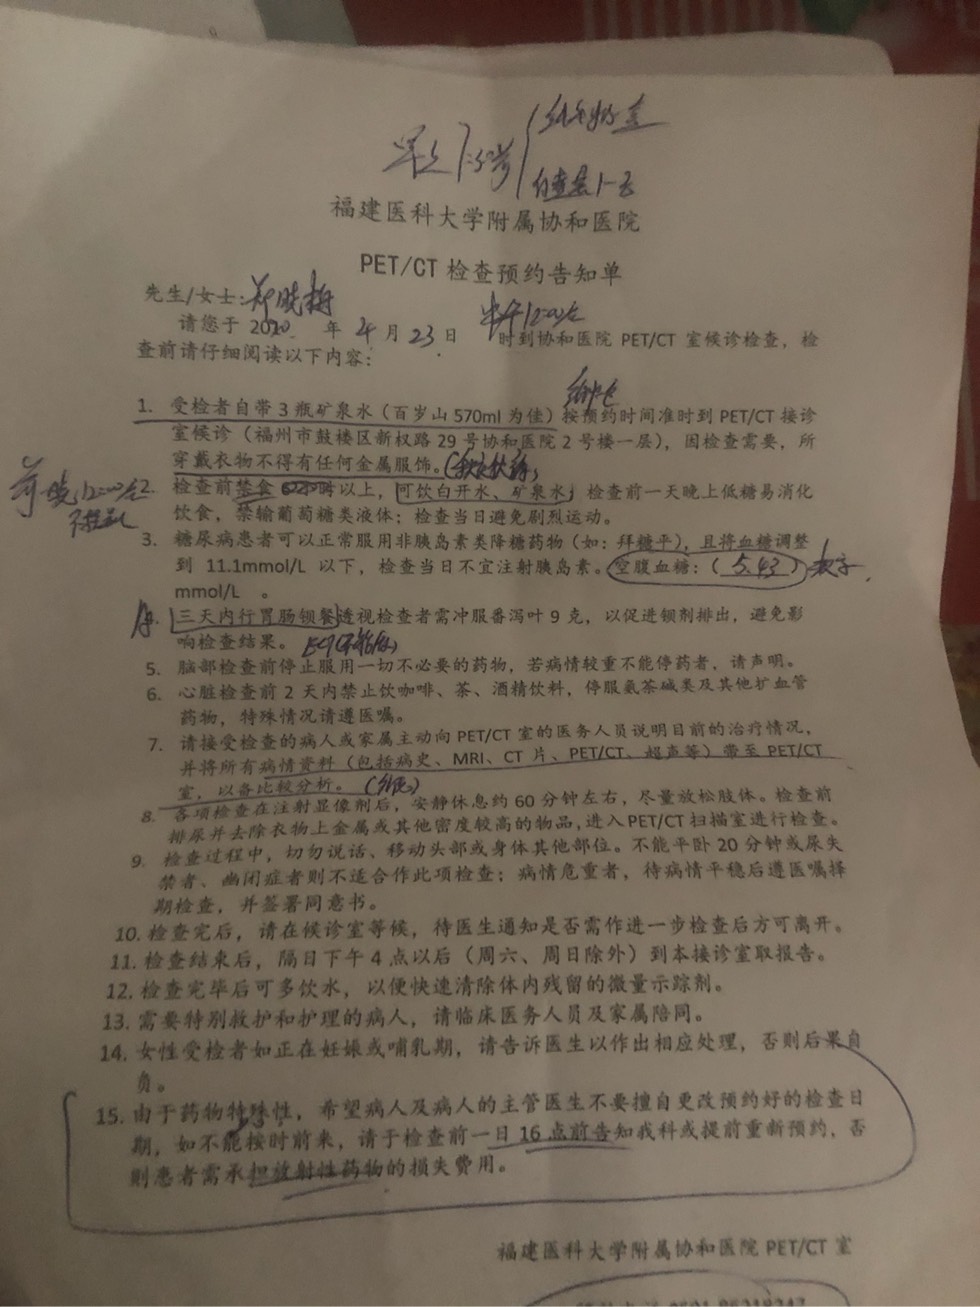 福建医科大学附属协和医院
PET/CT 检查预约告知单
先生/女士:郑晓梅
请您于 2020 年 4 月 23 日 中午12:00 时到协和医院 PET/CT 室候诊检查，检
查前请仔细阅读以下内容：
1. 受检者自带 3 瓶矿泉水（百岁山 570ml 为佳）按预约时间准时到 PET/CT 接诊
室候诊（福州市鼓楼区新权路 29 号协和医院 2 号楼一层），因检查需要，所
穿戴衣物不得有任何金属服饰。
2. 检查前禁食 以上，可饮白开水、矿泉水；检查前一天晚上低糖易消化
饮食，禁输葡萄糖类液体；检查当日避免剧烈运动。
3. 糖尿病患者可以正常服用非胰岛素类降糖药物（如：拜糖平），且将血糖调整
到 11.1mmol/L 以下，检查当日不宜注射胰岛素。空腹血糖：（ 5.43 ）
mmol/L 。
三天内行胃肠钡餐透视检查者需冲服番泻叶 9 克，以促进钡剂排出，避免影
响检查结果。
5. 脑部检查前停止服用一切不必要的药物，若病情较重不能停药者，请声明。
6. 心脏检查前 2 天内禁止饮咖啡、茶、酒精饮料，停服氨茶碱类及其他扩血管
药物，特殊情况请遵医嘱。
7. 请接受检查的病人或家属主动向 PET/CT 室的医务人员说明目前的治疗情况，
并将所有病情资料（包括病史、MRI、CT 片、PET/CT、超声等）带至 PET/CT
室，以备比较分析。
8. 各项检查在注射显像剂后，安静休息约 60 分钟左右，尽量放松肢体。检查前
排尿并去除衣物上金属或其他密度较高的物品,进入PET/CT 扫描室进行检查。
9. 检查过程中，切勿说话、移动头部或身体其他部位。不能平卧 20 分钟或尿失
禁者、幽闭症者则不适合作此项检查；病情危重者，待病情平稳后遵医嘱择
期检查，并签署同意书。
10. 检查完后，请在候诊室等候，待医生通知是否需作进一步检查后方可离开。
11. 检查结束后，隔日下午 4 点以后（周六、周日除外）到本接诊室取报告。
12. 检查完毕后可多饮水，以便快速清除体内残留的微量示踪剂。
13. 需要特别救护和护理的病人，请临床医务人员及家属陪同。
14. 女性受检者如正在妊娠或哺乳期，请告诉医生以作出相应处理，否则后果自
负。
15. 由于药物特殊性，希望病人及病人的主管医生不要擅自更改预约好的检查日
期，如不能按时前来，请于检查前一日 16 点前告知我科或提前重新预约，否
则患者需承担放射性药物的损失费用。
福建医科大学附属协和医院 PET/CT 室